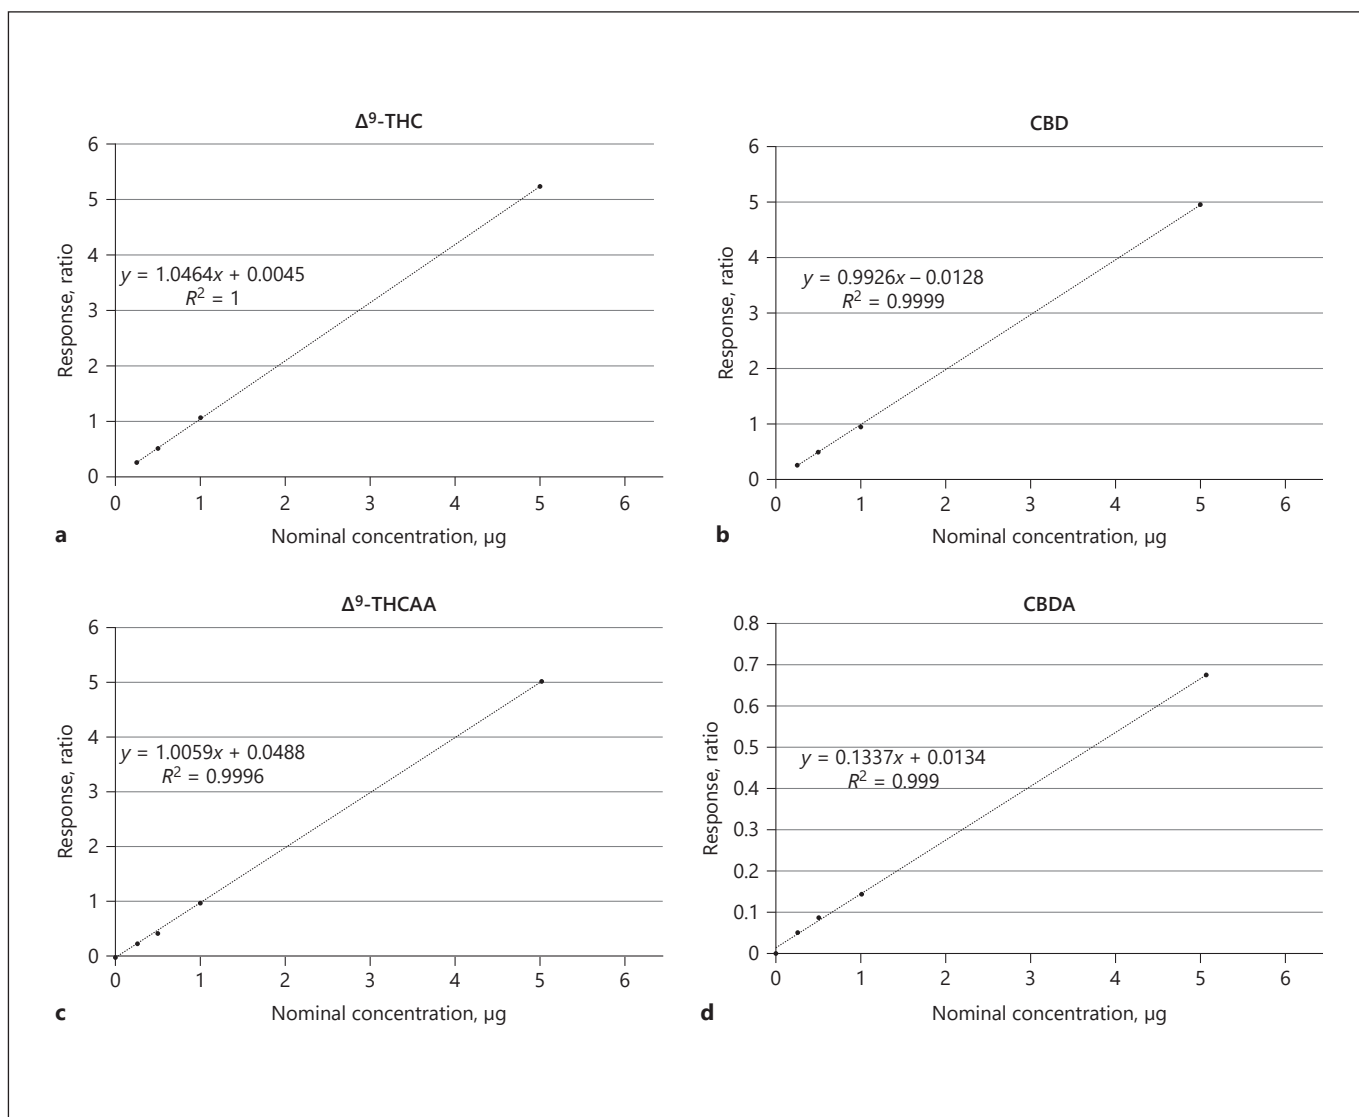 Δ⁹-THC
6
5
4
3
2
1
0
Response, ratio
y = 1.0464x + 0.0045
R² = 1
0 1 2 3 4 5 6
Nominal concentration, µg
a
CBD
6
5
4
3
2
1
0
Response, ratio
y = 0.9926x – 0.0128
R² = 0.9999
0 1 2 3 4 5 6
Nominal concentration, µg
b
Δ⁹-THCAA
6
5
4
3
2
1
0
Response, ratio
y = 1.0059x + 0.0488
R² = 0.9996
0 1 2 3 4 5 6
Nominal concentration, µg
c
CBDA
0.8
0.7
0.6
0.5
0.4
0.3
0.2
0.1
0
Response, ratio
y = 0.1337x + 0.0134
R² = 0.999
0 1 2 3 4 5 6
Nominal concentration, µg
d